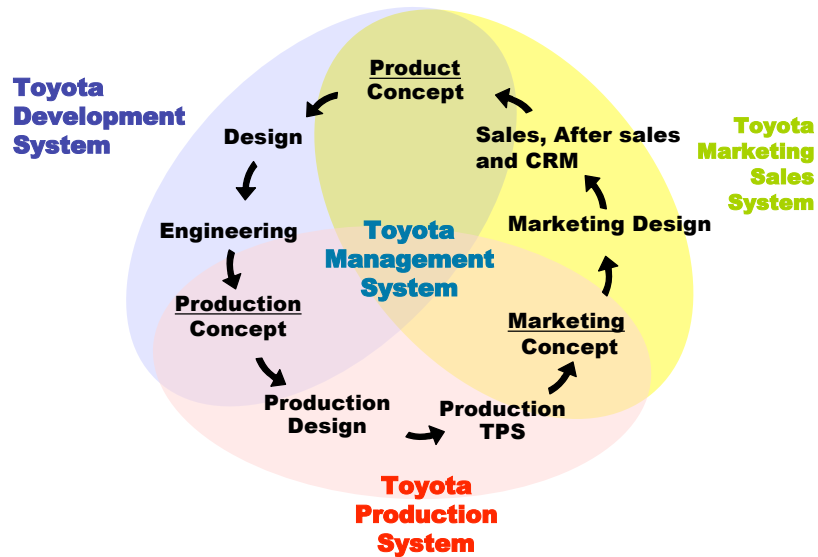 Product
Concept
Toyota
Development
System
Design
Sales, After sales
and CRM
Toyota
Marketing
Sales
System
Engineering
Marketing Design
Toyota
Management
System
Production
Concept
Marketing
Concept
Production
Design
Production
TPS
Toyota
Production
System